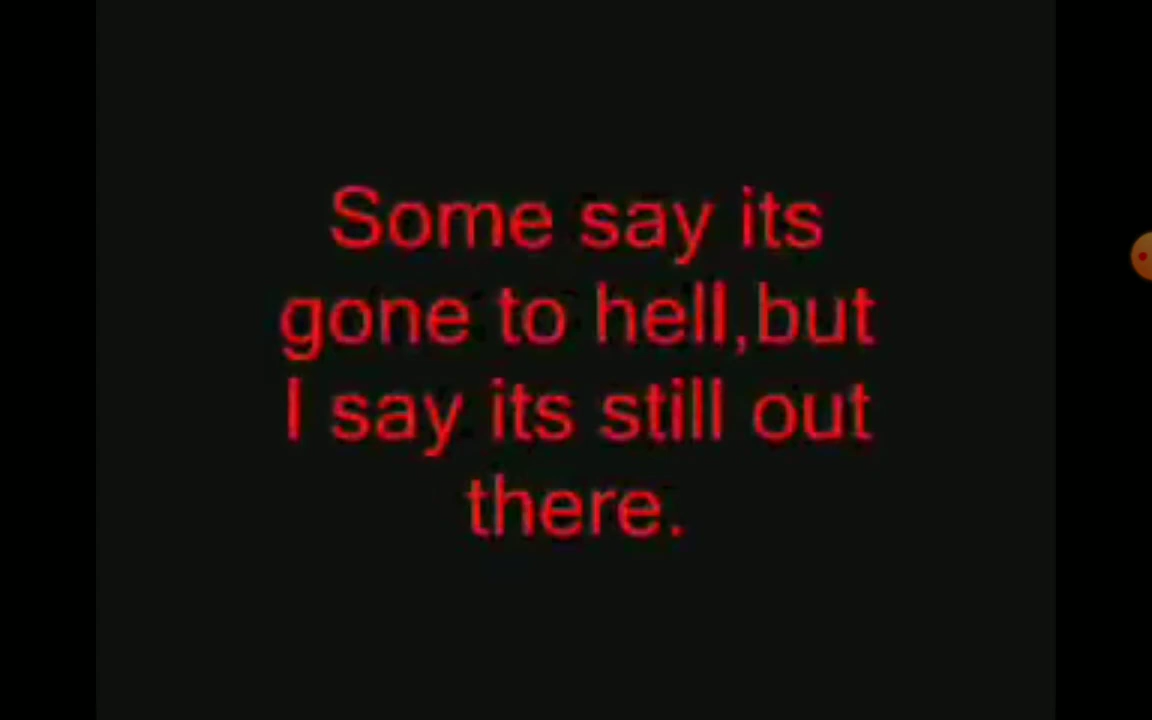 Some say its
gone to hell,but
I say its still out
there.